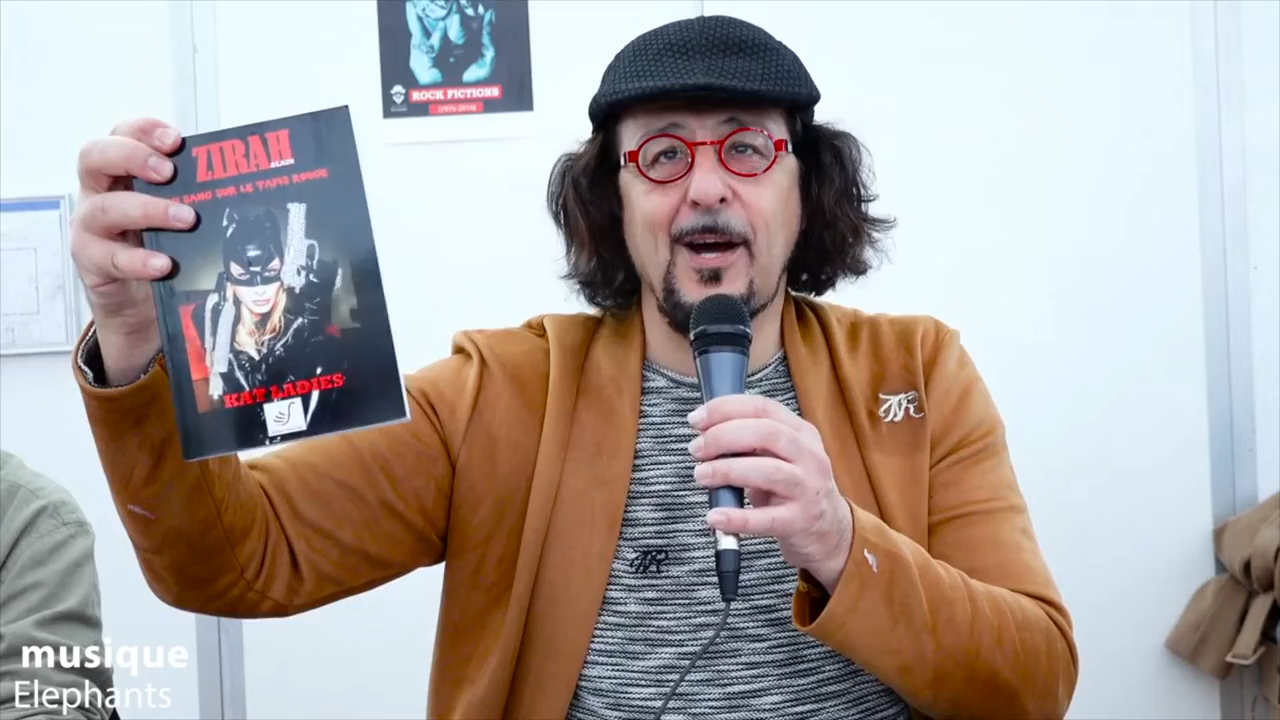 ROCK FICTIONS
ZIRAH
ALAIN
SANG SUR LE TAPIS ROUGE
KAT LADIES
musique
Elephants